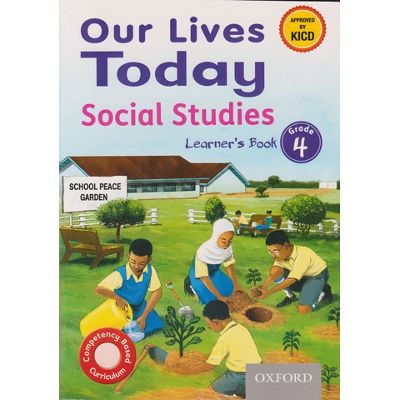 Our Lives
Today
Social Studies
Learner's Book
Grade
4
APPROVED
BY
KICD
SCHOOL PEACE
GARDEN
Competency Based
Curriculum
OXFORD